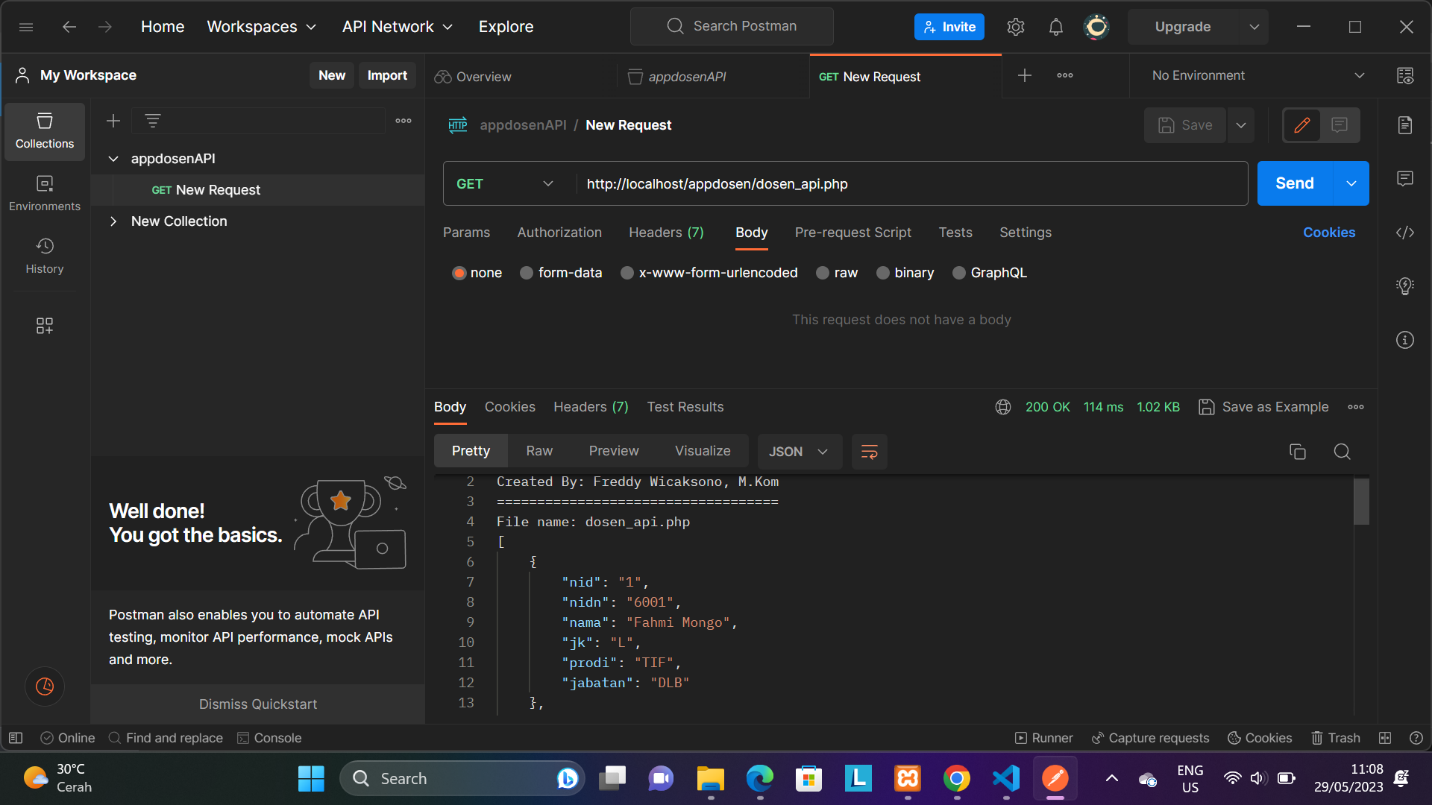 Home Workspaces API Network Explore Search Postman Invite Upgrade
My Workspace New Import Overview appdosenAPI GET New Request No Environment
Collections
Environments
History
appdosenAPI
GET New Request
New Collection
HTTP appdosenAPI / New Request Save
GET http://localhost/appdosen/dosen_api.php Send
Params Authorization Headers (7) Body Pre-request Script Tests Settings Cookies
none form-data x-www-form-urlencoded raw binary GraphQL
This request does not have a body
Body Cookies Headers (7) Test Results 200 OK 114 ms 1.02 KB Save as Example
Pretty Raw Preview Visualize JSON
2 Created By: Freddy Wicaksono, M.Kom
3 ===================================
4 File name: dosen_api.php
5 [
6 {
7 "nid": "1",
8 "nidn": "6001",
9 "nama": "Fahmi Mongo",
10 "jk": "L",
11 "prodi": "TIF",
12 "jabatan": "DLB"
13 },
Well done!
You got the basics.
Postman also enables you to automate API
testing, monitor API performance, mock APIs
and more.
Dismiss Quickstart
Online Find and replace Console Runner Capture requests Cookies Trash
30°C
Cerah
Search
L
ENG
US
11:08
29/05/2023